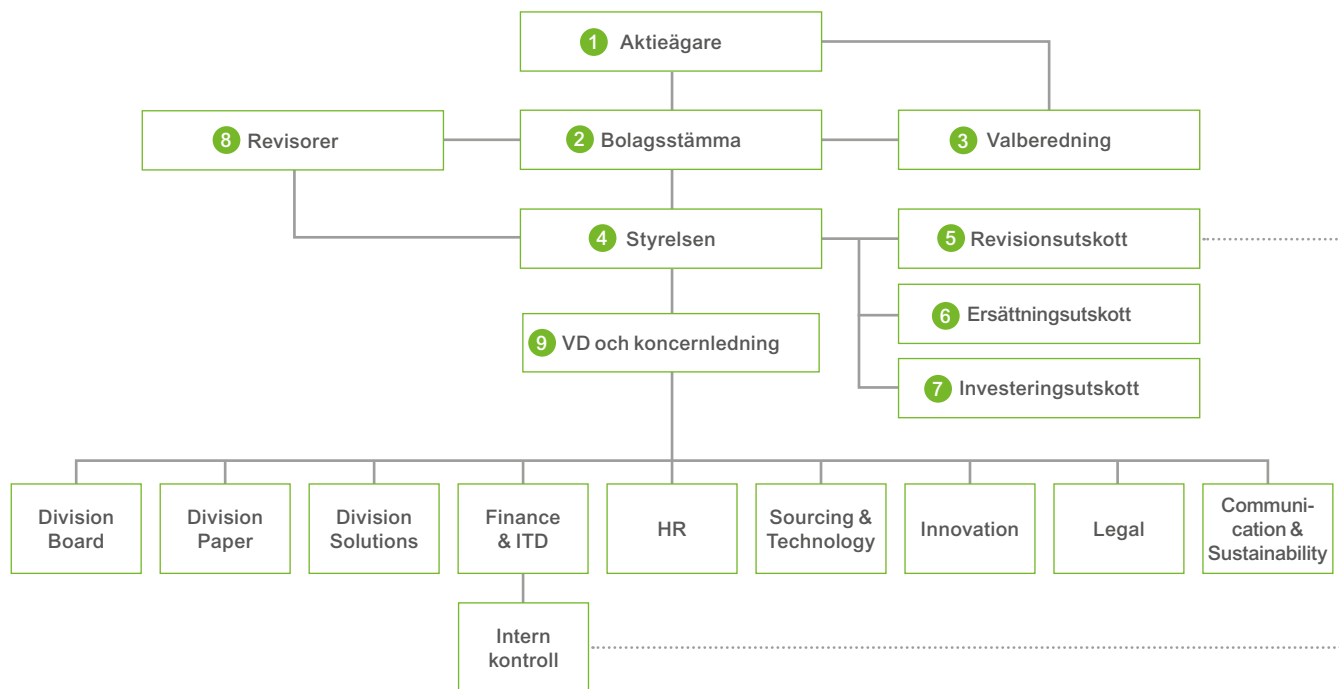 1 Aktieägare
8 Revisorer
2 Bolagsstämma
3 Valberedning
4 Styrelsen
5 Revisionsutskott
6 Ersättningsutskott
9 VD och koncernledning
7 Investeringsutskott
Division
Board
Division
Paper
Division
Solutions
Finance
& ITD
HR
Sourcing &
Technology
Innovation
Legal
Communi-
cation &
Sustainability
Intern
kontroll